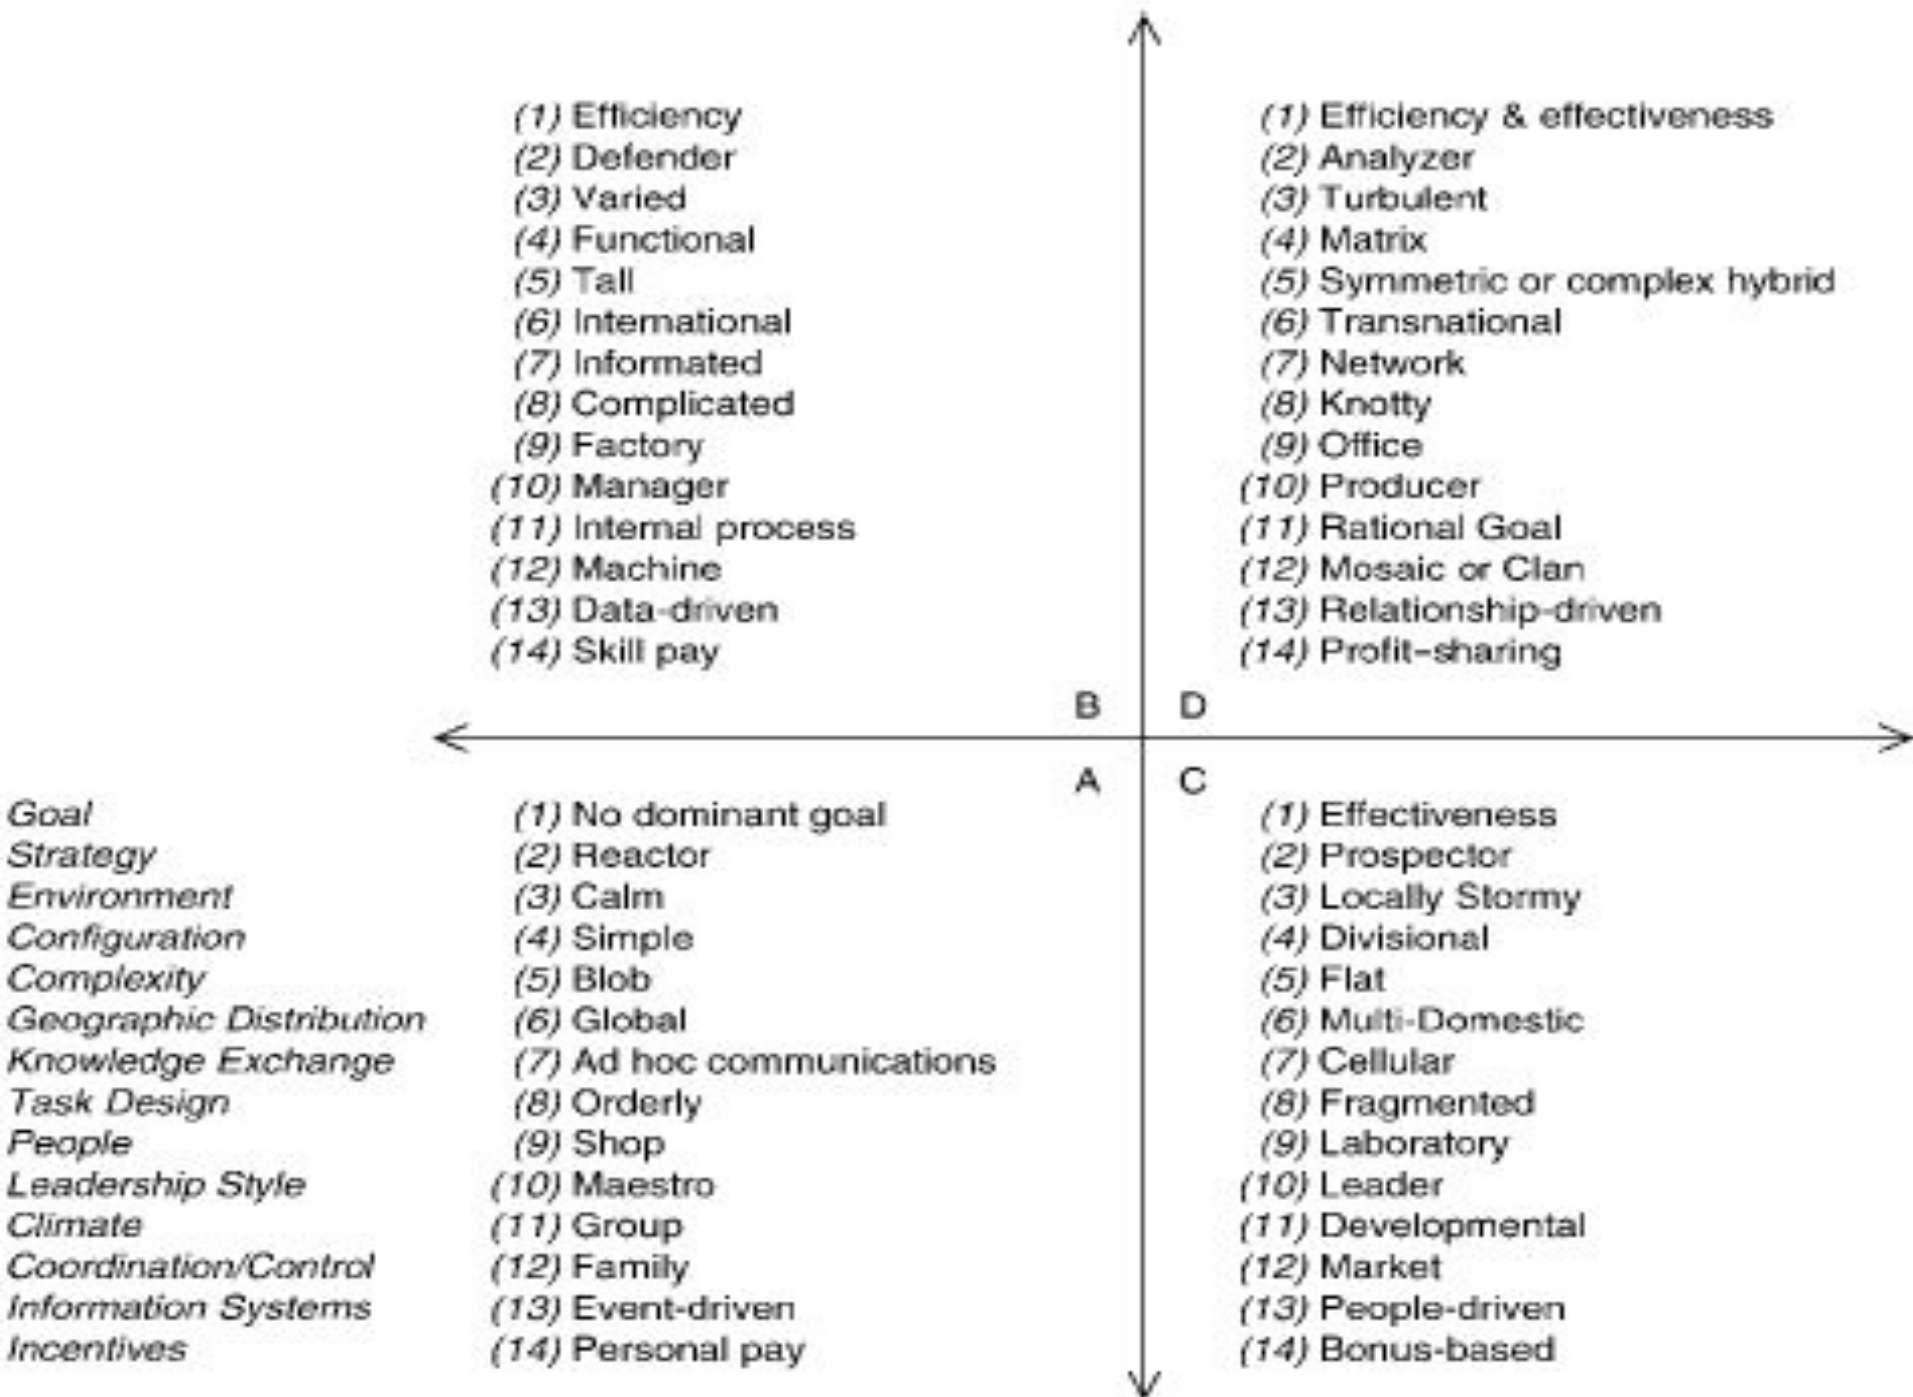 (1) Efficiency
(2) Defender
(3) Varied
(4) Functional
(5) Tall
(6) International
(7) Informated
(8) Complicated
(9) Factory
(10) Manager
(11) Internal process
(12) Machine
(13) Data-driven
(14) Skill pay
B
(1) Efficiency & effectiveness
(2) Analyzer
(3) Turbulent
(4) Matrix
(5) Symmetric or complex hybrid
(6) Transnational
(7) Network
(8) Knotty
(9) Office
(10) Producer
(11) Rational Goal
(12) Mosaic or Clan
(13) Relationship-driven
(14) Profit-sharing
D
A
Goal (1) No dominant goal
Strategy (2) Reactor
Environment (3) Calm
Configuration (4) Simple
Complexity (5) Blob
Geographic Distribution (6) Global
Knowledge Exchange (7) Ad hoc communications
Task Design (8) Orderly
People (9) Shop
Leadership Style (10) Maestro
Climate (11) Group
Coordination/Control (12) Family
Information Systems (13) Event-driven
Incentives (14) Personal pay
C
(1) Effectiveness
(2) Prospector
(3) Locally Stormy
(4) Divisional
(5) Flat
(6) Multi-Domestic
(7) Cellular
(8) Fragmented
(9) Laboratory
(10) Leader
(11) Developmental
(12) Market
(13) People-driven
(14) Bonus-based